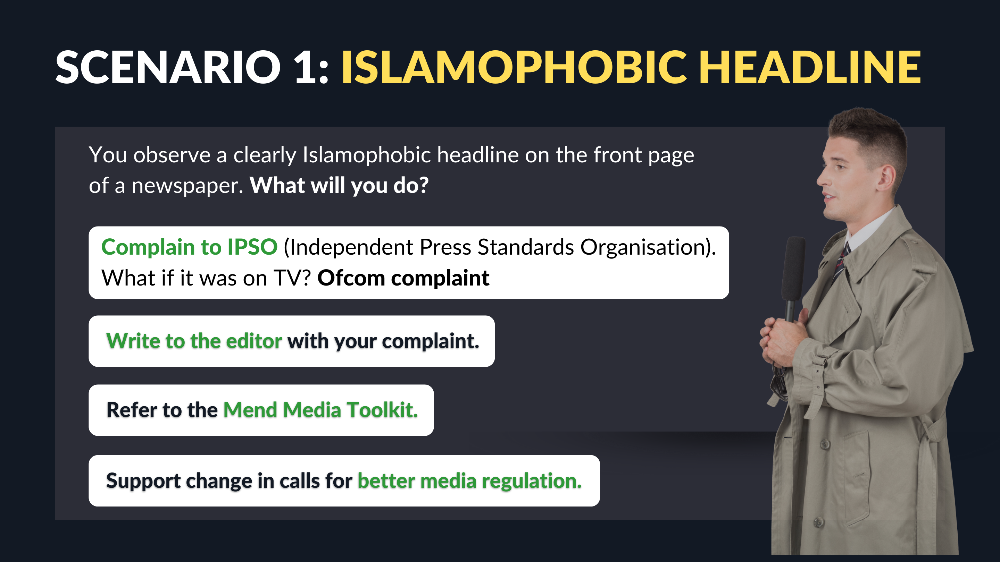 SCENARIO 1: ISLAMOPHOBIC HEADLINE
You observe a clearly Islamophobic headline on the front page
of a newspaper. What will you do?
Complain to IPSO (Independent Press Standards Organisation).
What if it was on TV? Ofcom complaint
Write to the editor with your complaint.
Refer to the Mend Media Toolkit.
Support change in calls for better media regulation.